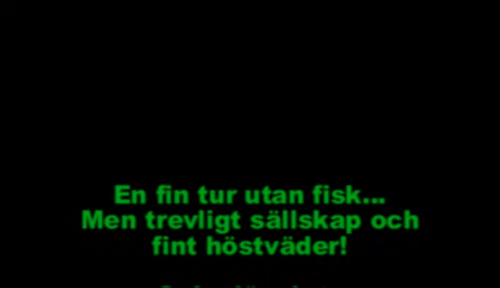 En fin tur utan fisk...
Men trevligt sällskap och
fint höstväder!